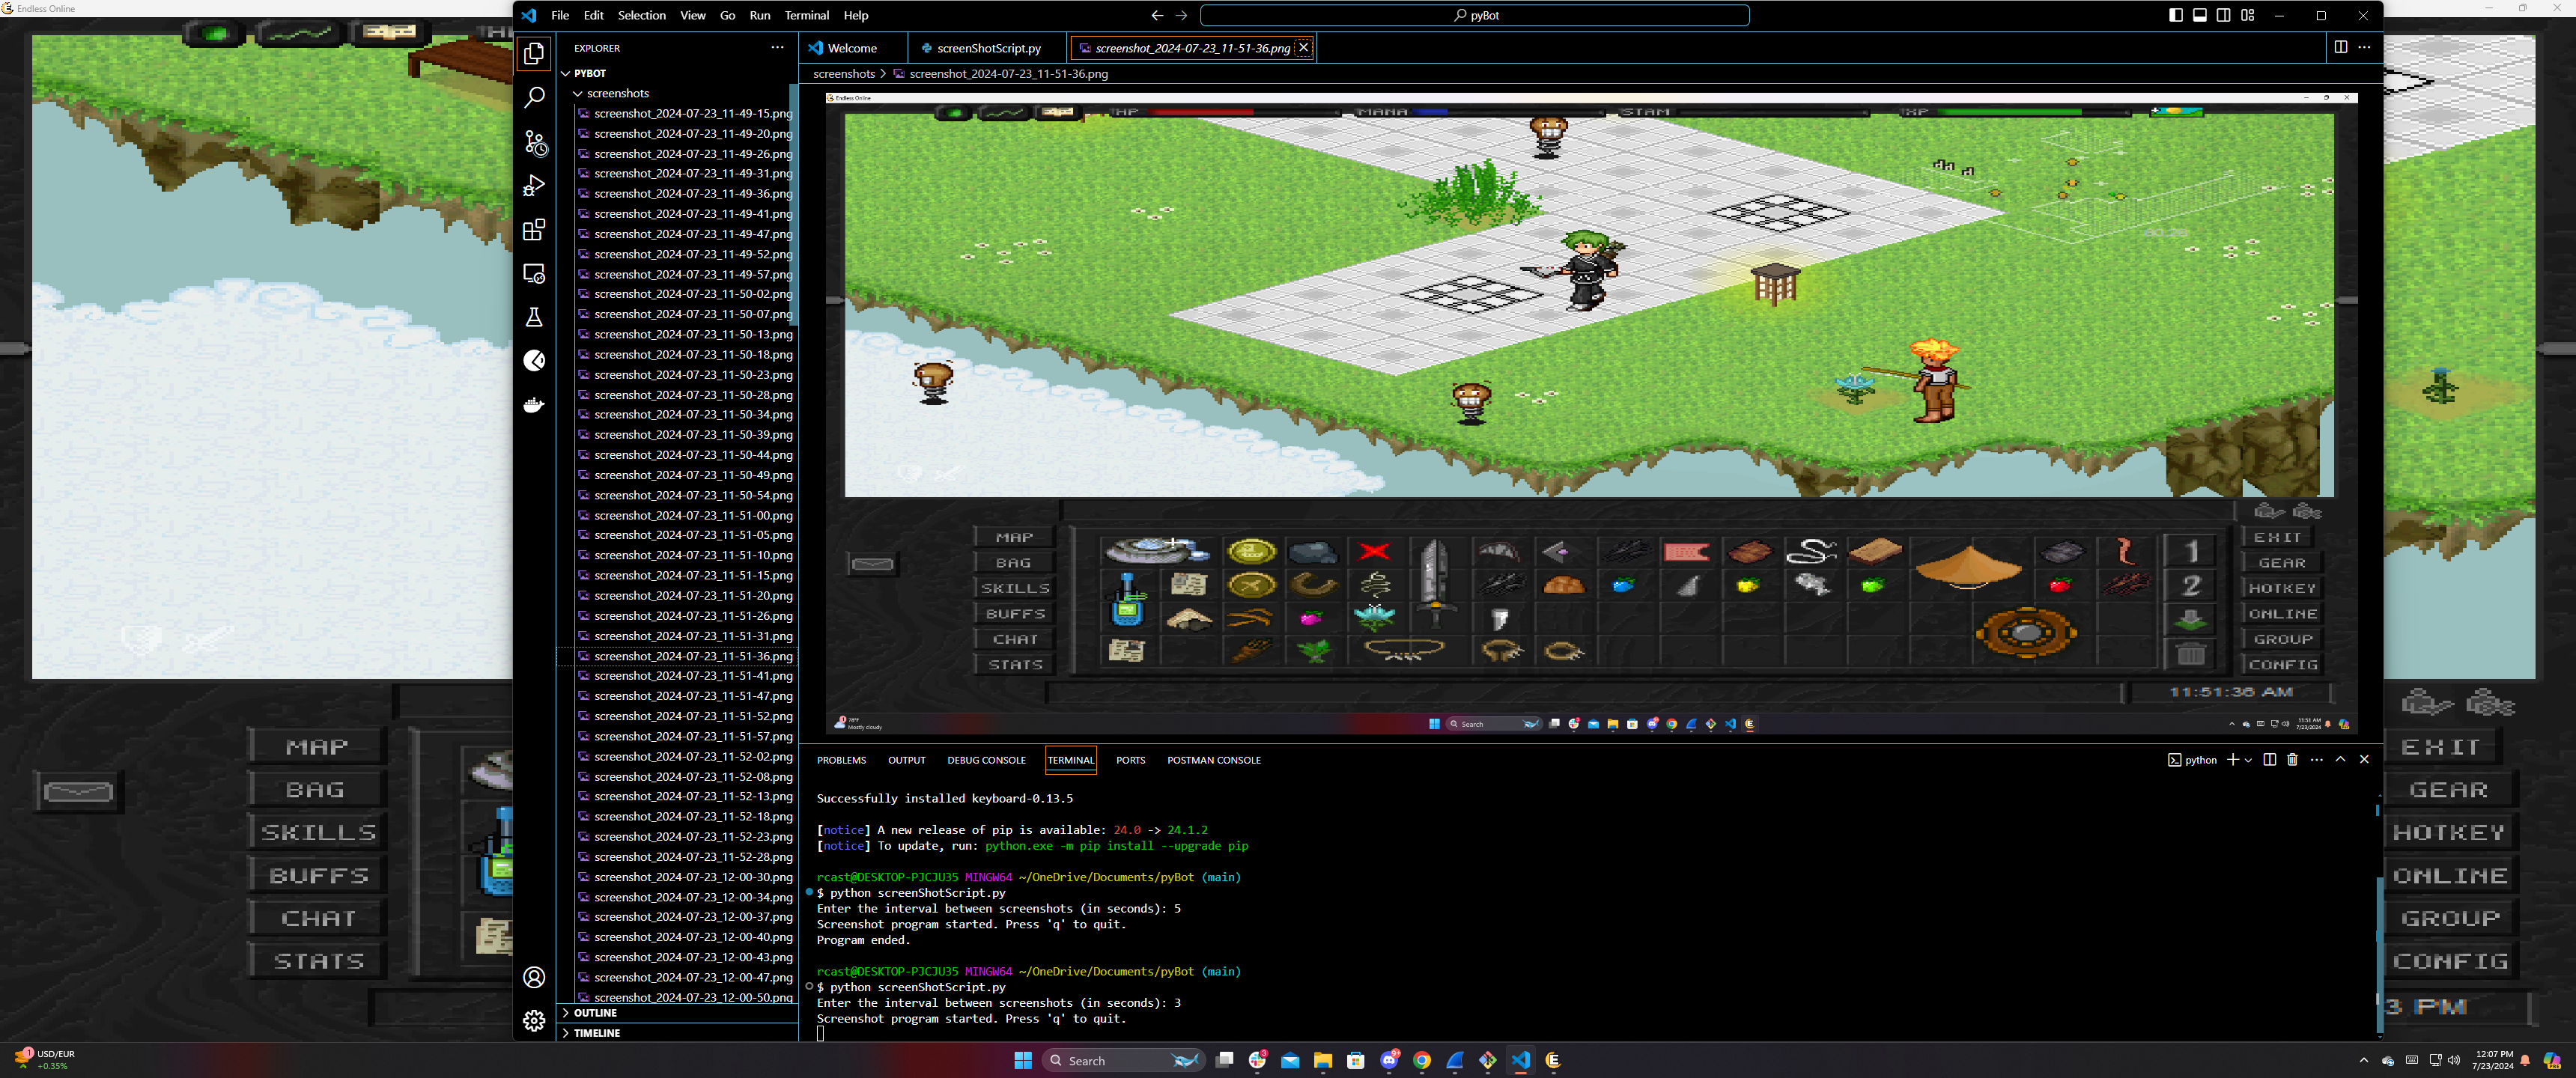 Endless Online
File Edit Selection View Go Run Terminal Help
pyBot
EXPLORER
Welcome
screenShotScript.py
screenshot_2024-07-23_11-51-36.png
PYBOT
screenshots > screenshot_2024-07-23_11-51-36.png
screenshots
screenshot_2024-07-23_11-49-15.png
screenshot_2024-07-23_11-49-20.png
screenshot_2024-07-23_11-49-26.png
screenshot_2024-07-23_11-49-31.png
screenshot_2024-07-23_11-49-36.png
screenshot_2024-07-23_11-49-41.png
screenshot_2024-07-23_11-49-47.png
screenshot_2024-07-23_11-49-52.png
screenshot_2024-07-23_11-49-57.png
screenshot_2024-07-23_11-50-02.png
screenshot_2024-07-23_11-50-07.png
screenshot_2024-07-23_11-50-13.png
screenshot_2024-07-23_11-50-18.png
screenshot_2024-07-23_11-50-23.png
screenshot_2024-07-23_11-50-28.png
screenshot_2024-07-23_11-50-34.png
screenshot_2024-07-23_11-50-39.png
screenshot_2024-07-23_11-50-44.png
screenshot_2024-07-23_11-50-49.png
screenshot_2024-07-23_11-50-54.png
screenshot_2024-07-23_11-51-00.png
screenshot_2024-07-23_11-51-05.png
screenshot_2024-07-23_11-51-10.png
screenshot_2024-07-23_11-51-15.png
screenshot_2024-07-23_11-51-20.png
screenshot_2024-07-23_11-51-26.png
screenshot_2024-07-23_11-51-31.png
screenshot_2024-07-23_11-51-36.png
screenshot_2024-07-23_11-51-41.png
screenshot_2024-07-23_11-51-47.png
screenshot_2024-07-23_11-51-52.png
screenshot_2024-07-23_11-51-57.png
screenshot_2024-07-23_11-52-02.png
screenshot_2024-07-23_11-52-08.png
screenshot_2024-07-23_11-52-13.png
screenshot_2024-07-23_11-52-18.png
screenshot_2024-07-23_11-52-23.png
screenshot_2024-07-23_11-52-28.png
screenshot_2024-07-23_12-00-30.png
screenshot_2024-07-23_12-00-34.png
screenshot_2024-07-23_12-00-37.png
screenshot_2024-07-23_12-00-40.png
screenshot_2024-07-23_12-00-43.png
screenshot_2024-07-23_12-00-47.png
screenshot_2024-07-23_12-00-50.png
OUTLINE
TIMELINE
Endless Online
HP MANA STAM XP
MAP
BAG
SKILLS
BUFFS
CHAT
STATS
1
2
EXIT
GEAR
HOTKEY
ONLINE
GROUP
CONFIG
11:51:36 AM
78°F
Mostly cloudy
Search
11:51 AM
7/23/2024
PROBLEMS OUTPUT DEBUG CONSOLE TERMINAL PORTS POSTMAN CONSOLE
python
Successfully installed keyboard-0.13.5
[notice] A new release of pip is available: 24.0 -> 24.1.2
[notice] To update, run: python.exe -m pip install --upgrade pip
rcast@DESKTOP-PJCJU35 MINGW64 ~/OneDrive/Documents/pyBot (main)
$ python screenShotScript.py
Enter the interval between screenshots (in seconds): 5
Screenshot program started. Press 'q' to quit.
Program ended.
rcast@DESKTOP-PJCJU35 MINGW64 ~/OneDrive/Documents/pyBot (main)
$ python screenShotScript.py
Enter the interval between screenshots (in seconds): 3
Screenshot program started. Press 'q' to quit.
MAP
BAG
SKILLS
BUFFS
CHAT
STATS
EXIT
GEAR
HOTKEY
ONLINE
GROUP
CONFIG
3 PM
USD/EUR
+0.35%
Search
12:07 PM
7/23/2024